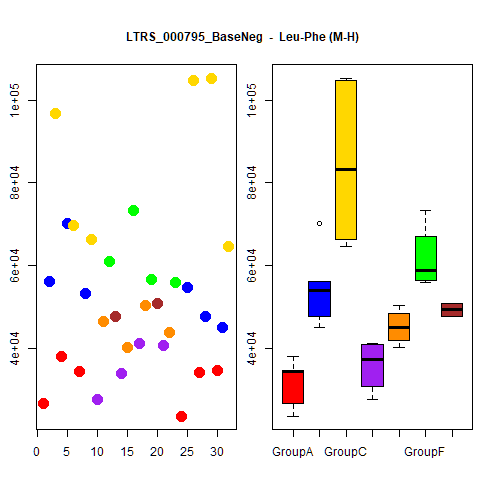 LTRS_000795_BaseNeg - Leu-Phe (M-H)
1e+05
8e+04
6e+04
4e+04
0 5 10 15 20 25 30
1e+05
8e+04
6e+04
4e+04
GroupA GroupC GroupF